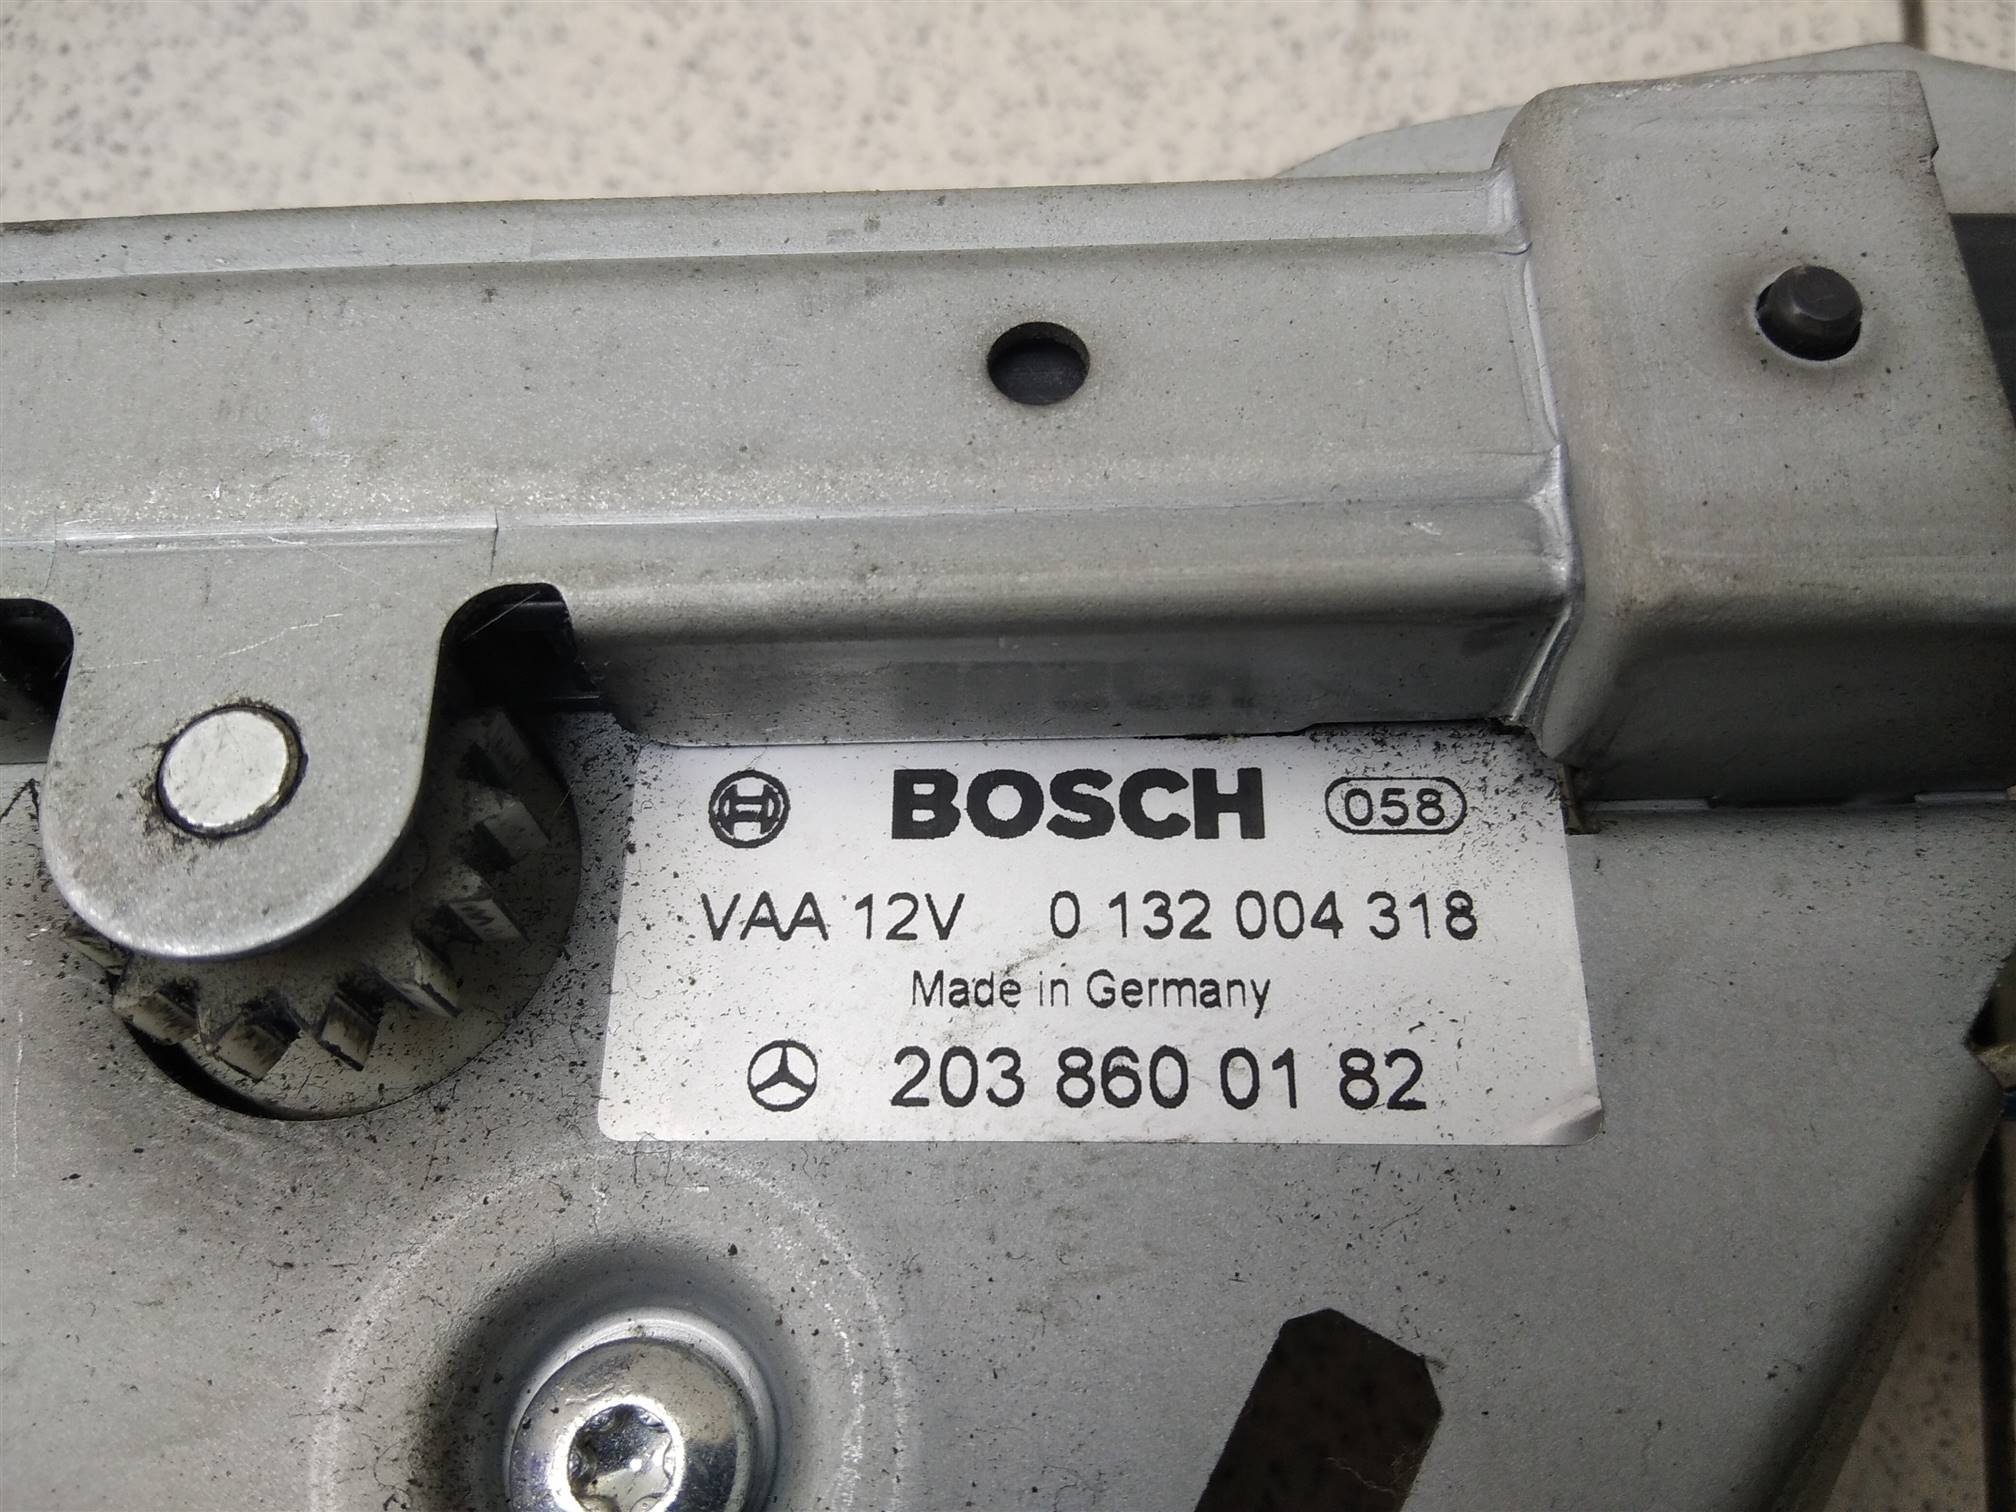 BOSCH 058
VAA 12V 0 132 004 318
Made in Germany
203 860 01 82